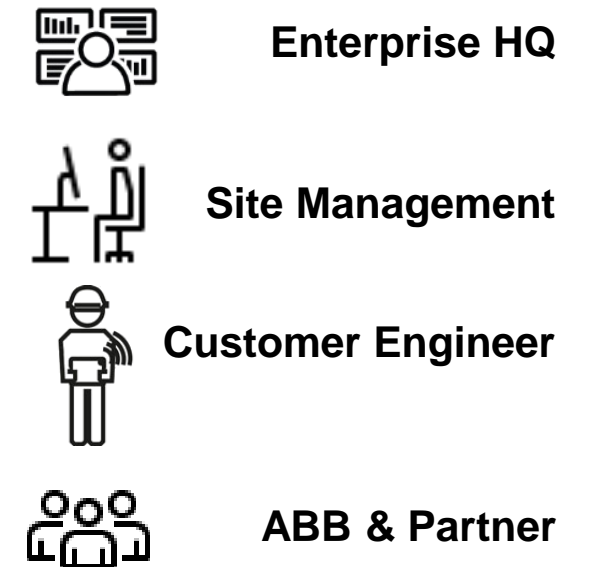 Enterprise HQ
Site Management
Customer Engineer
ABB & Partner